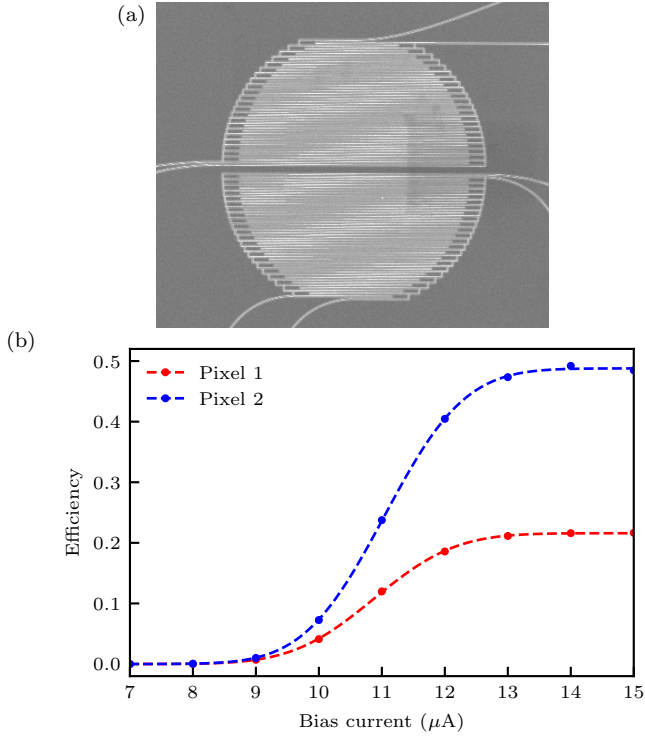 (a)
(b)
0.5
0.4
0.3
0.2
0.1
0.0
Efficiency
Pixel 1
Pixel 2
7 8 9 10 11 12 13 14 15
Bias current (μA)